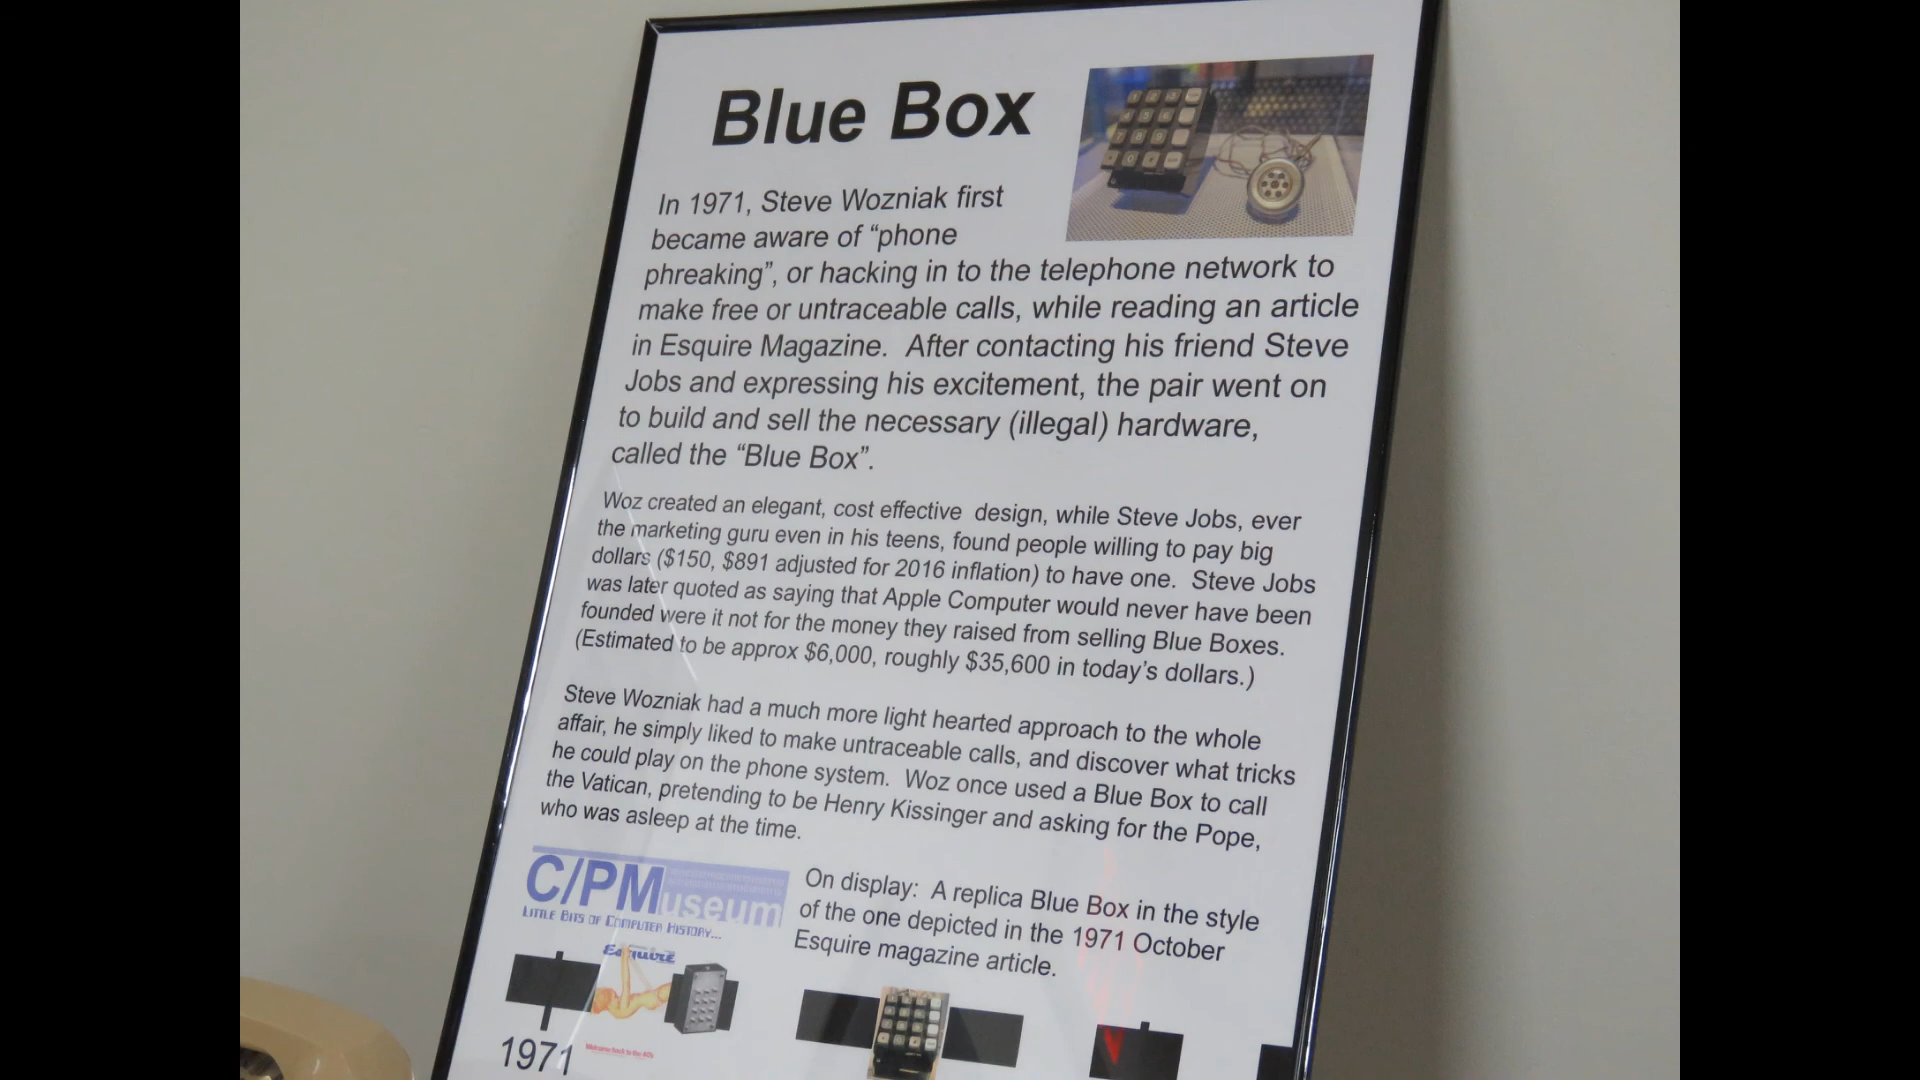 Blue Box
In 1971, Steve Wozniak first
became aware of “phone
phreaking”, or hacking in to the telephone network to
make free or untraceable calls, while reading an article
in Esquire Magazine.  After contacting his friend Steve
Jobs and expressing his excitement, the pair went on
to build and sell the necessary (illegal) hardware,
called the “Blue Box”.
Woz created an elegant, cost effective  design, while Steve Jobs, ever
the marketing guru even in his teens, found people willing to pay big
dollars ($150, $891 adjusted for 2016 inflation) to have one.  Steve Jobs
was later quoted as saying that Apple Computer would never have been
founded were it not for the money they raised from selling Blue Boxes.
(Estimated to be approx $6,000, roughly $35,600 in today’s dollars.)
Steve Wozniak had a much more light hearted approach to the whole
affair, he simply liked to make untraceable calls, and discover what tricks
he could play on the phone system.  Woz once used a Blue Box to call
the Vatican, pretending to be Henry Kissinger and asking for the Pope,
who was asleep at the time.
C/PMuseum
LITTLE BITS OF COMPUTER HISTORY...
On display:  A replica Blue Box in the style
of the one depicted in the 1971 October
Esquire magazine article.
Esquire
Welcome back to the 40's
1971